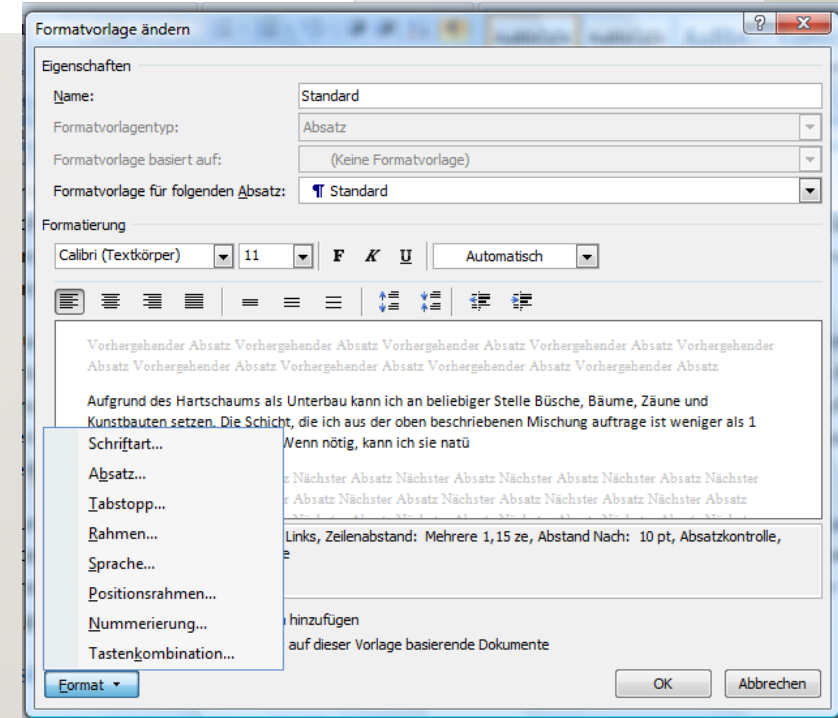 Formatvorlage ändern
Eigenschaften
Name: Standard
Formatvorlagentyp: Absatz
Formatvorlage basiert auf: (Keine Formatvorlage)
Formatvorlage für folgenden Absatz: ¶ Standard
Formatierung
Calibri (Textkörper) 11 F K U Automatisch
Vorhergehender Absatz Vorhergehender Absatz Vorhergehender Absatz Vorhergehender Absatz Vorhergehender
Absatz Vorhergehender Absatz Vorhergehender Absatz Vorhergehender Absatz Vorhergehender Absatz
Aufgrund des Hartschaums als Unterbau kann ich an beliebiger Stelle Büsche, Bäume, Zäune und
Kunstbauten setzen. Die Schicht, die ich aus der oben beschriebenen Mischung auftrage ist weniger als 1
Wenn nötig, kann ich sie natü
Nächster Absatz Nächster Absatz Nächster Absatz Nächster Absatz Nächster
Absatz Nächster Absatz Nächster Absatz Nächster Absatz Nächster Absatz
Links, Zeilenabstand: Mehrere 1,15 ze, Abstand Nach: 10 pt, Absatzkontrolle,
hinzufügen
auf dieser Vorlage basierende Dokumente
Schriftart...
Absatz...
Tabstopp...
Rahmen...
Sprache...
Positionsrahmen...
Nummerierung...
Tastenkombination...
Format
OK
Abbrechen